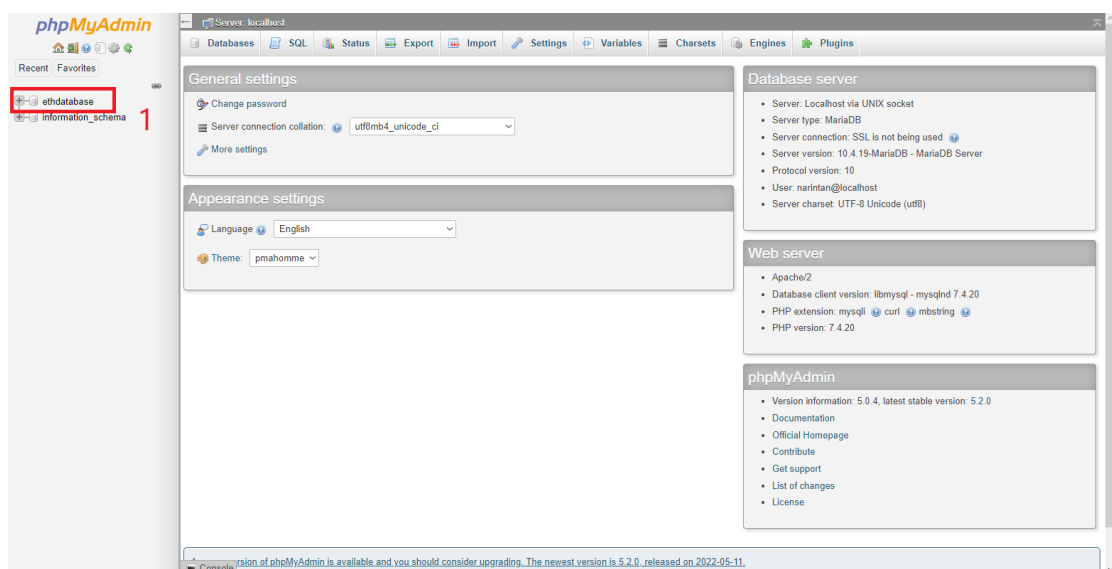 phpMyAdmin
Recent Favorites
ethdatabase
information_schema
1
Server: localhost
Databases SQL Status Export Import Settings Variables Charsets Engines Plugins
General settings
Change password
Server connection collation: utf8mb4_unicode_ci
More settings
Appearance settings
Language English
Theme: pmahomme
Database server
Server: Localhost via UNIX socket
Server type: MariaDB
Server connection: SSL is not being used
Server version: 10.4.19-MariaDB - MariaDB Server
Protocol version: 10
User: narintan@localhost
Server charset: UTF-8 Unicode (utf8)
Web server
Apache/2
Database client version: libmysql - mysqlnd 7.4.20
PHP extension: mysqli curl mbstring
PHP version: 7.4.20
phpMyAdmin
Version information: 5.0.4, latest stable version: 5.2.0
Documentation
Official Homepage
Contribute
Get support
List of changes
License
of phpMyAdmin is available and you should consider upgrading. The newest version is 5.2.0, released on 2022-05-11.
Console